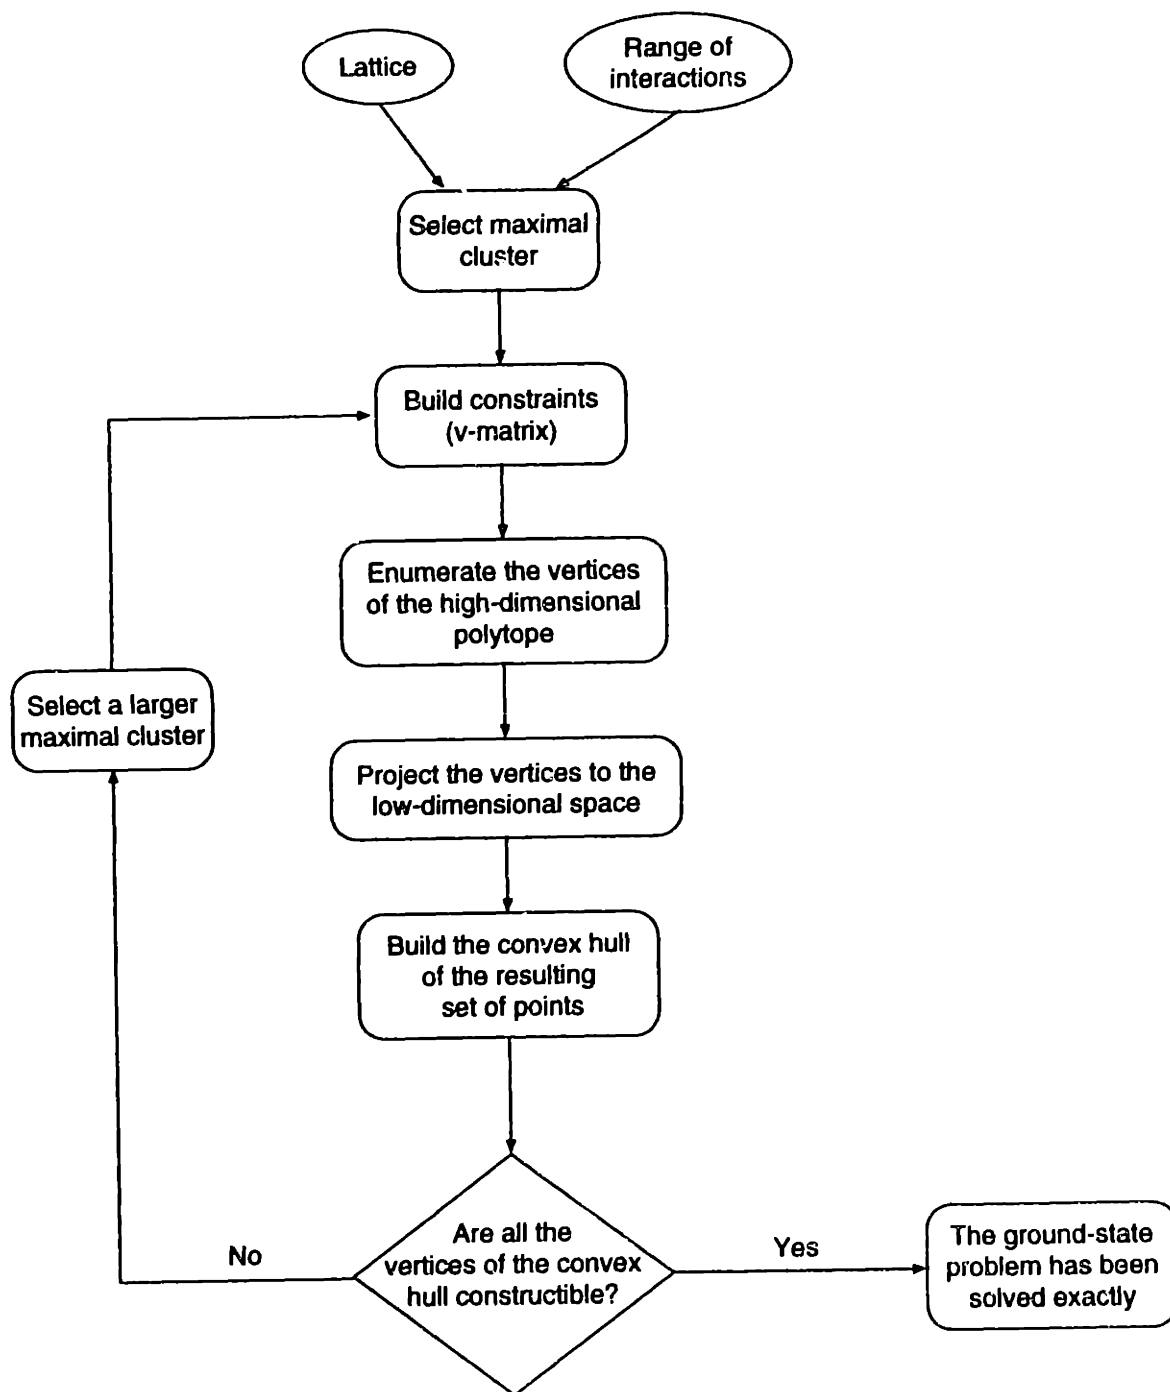 Lattice
Range of
interactions
Select maximal
cluster
Build constraints
(v-matrix)
Enumerate the vertices
of the high-dimensional
polytope
Select a larger
maximal cluster
Project the vertices to the
low-dimensional space
Build the convex hull
of the resulting
set of points
Are all the
vertices of the convex
hull constructible?
No
Yes
The ground-state
problem has been
solved exactly